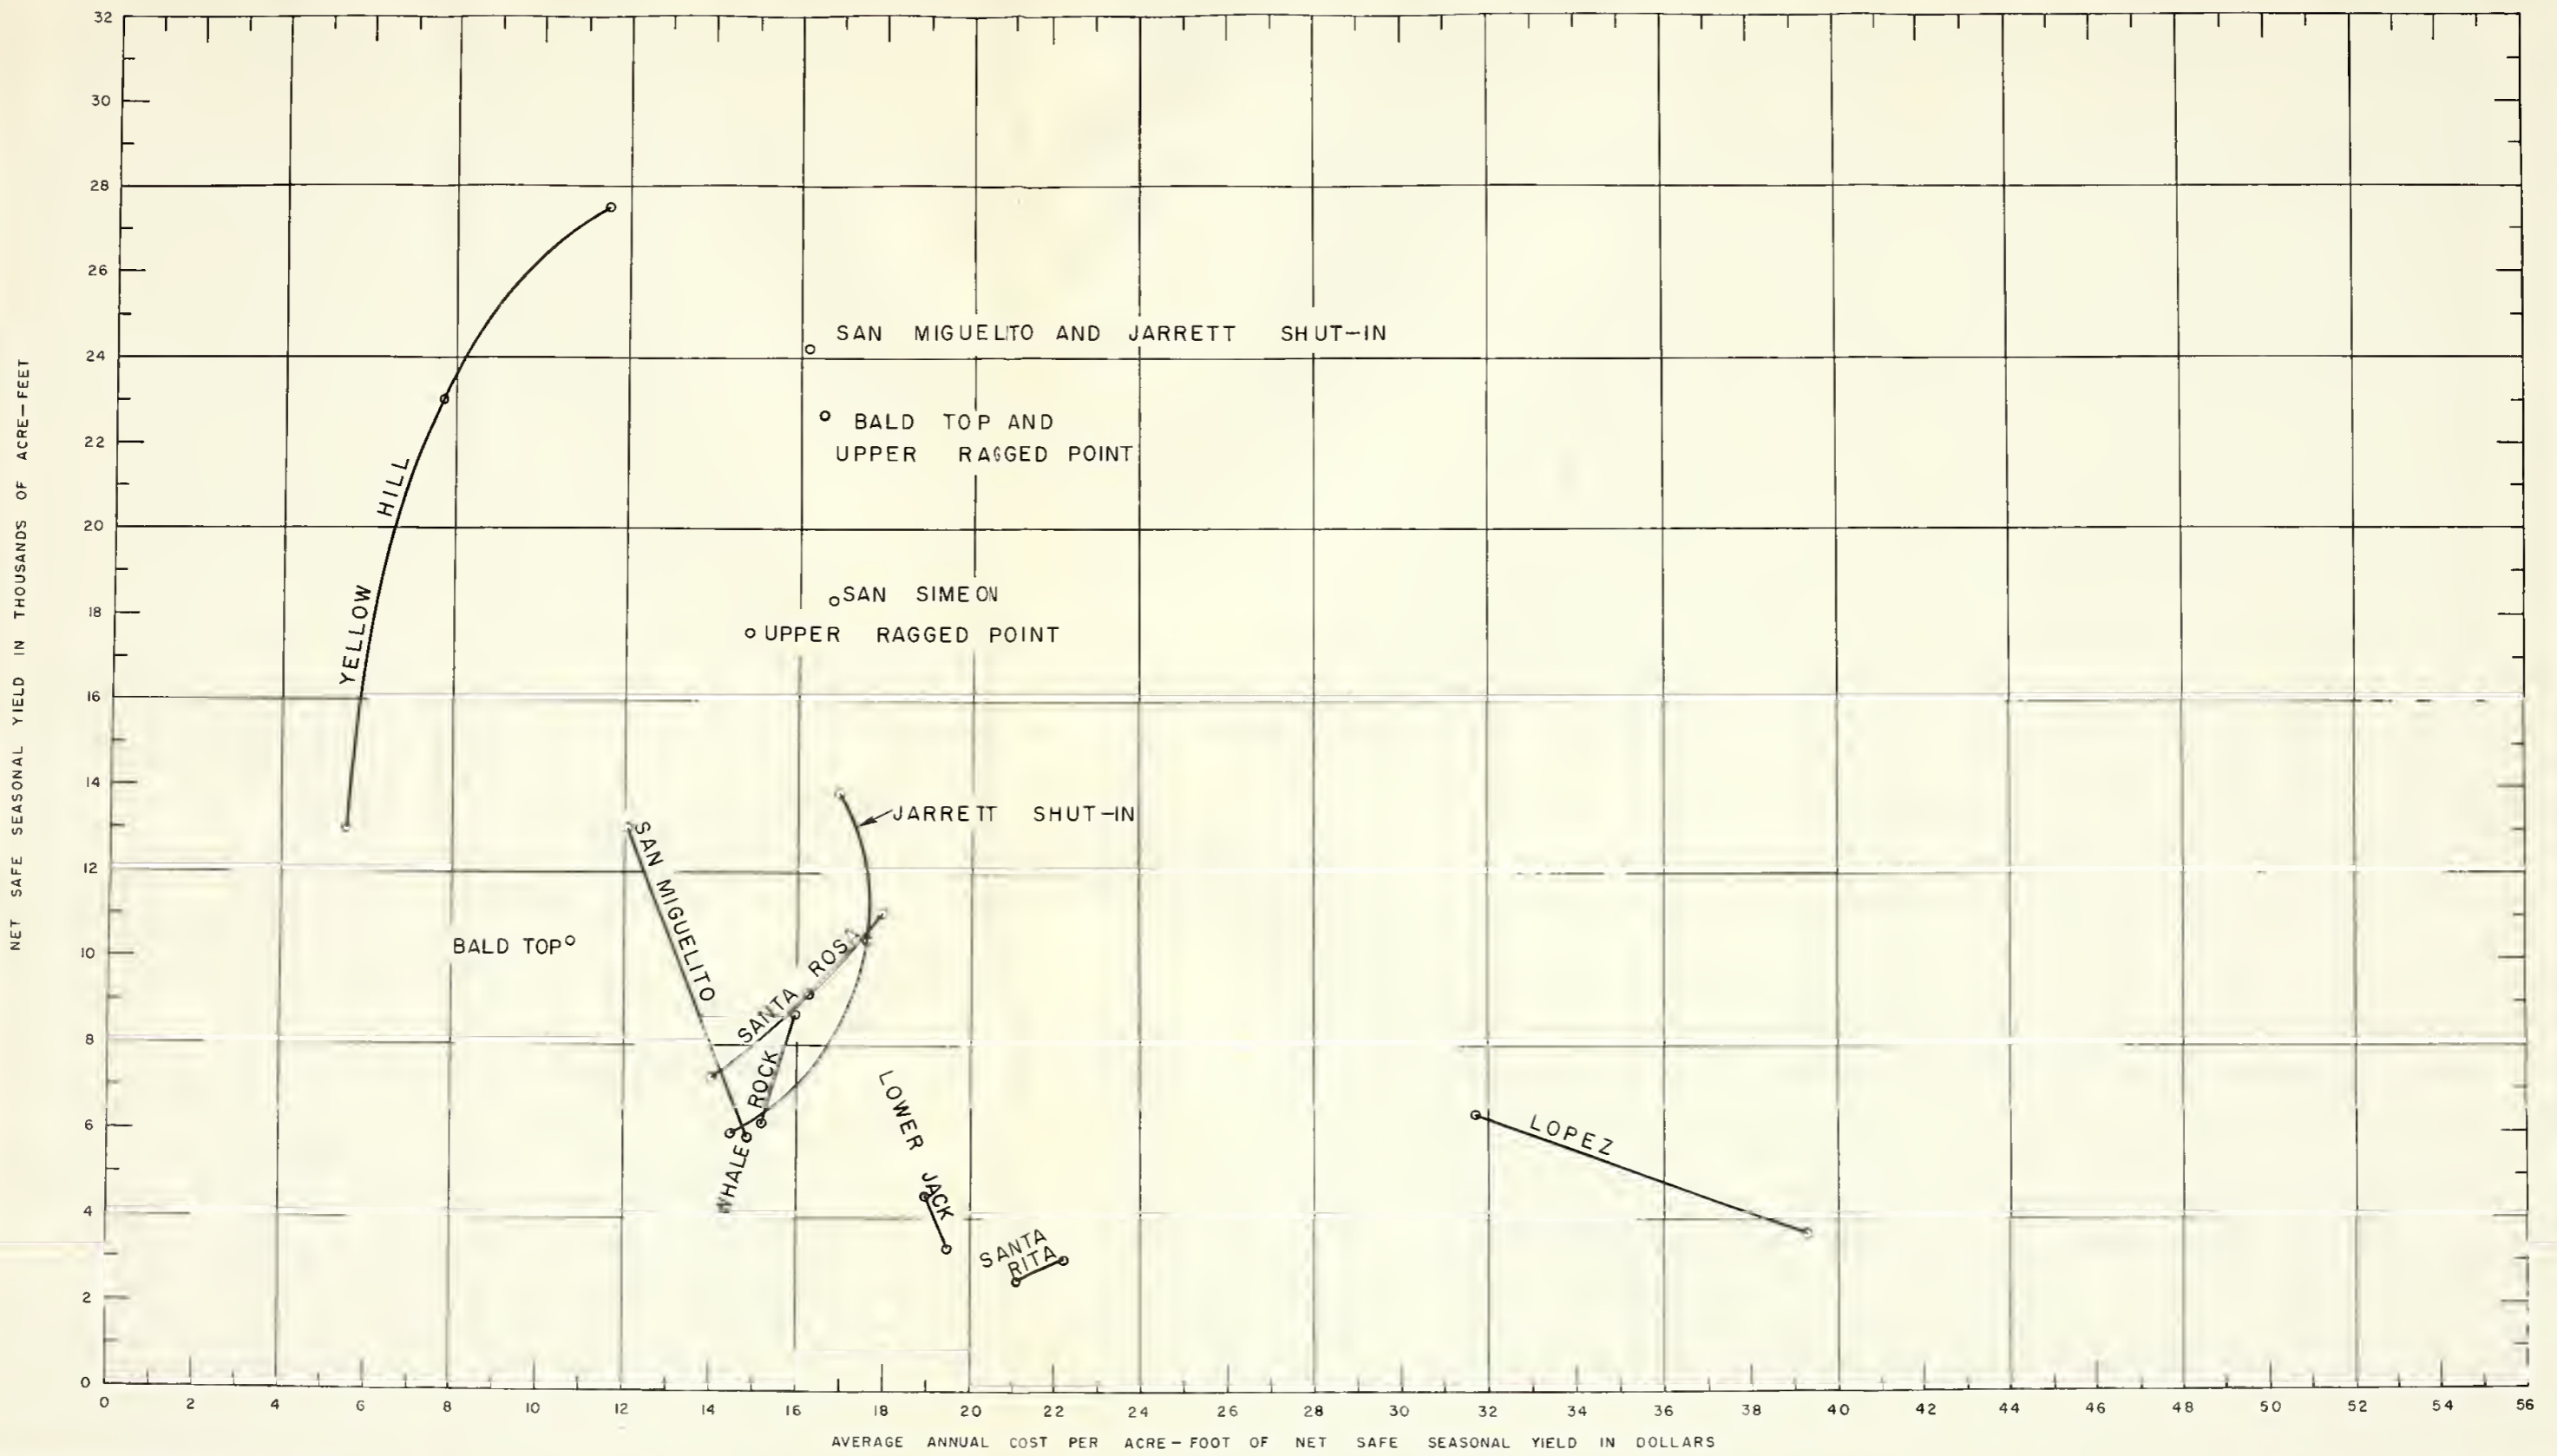 32
30
28
26
24
22
20
18
16
14
12
10
8
6
4
2
0
NET SAFE SEASONAL YIELD IN THOUSANDS OF ACRE-FEET
YELLOW HILL
SAN MIGUELITO AND JARRETT SHUT-IN
BALD TOP AND
UPPER RAGGED POINT
SAN SIMEON
UPPER RAGGED POINT
JARRETT SHUT-IN
SAN MIGUELITO
BALD TOP
SANTA ROSA
WHALE ROCK
LOWER JACK
SANTA
RITA
LOPEZ
0 2 4 6 8 10 12 14 16 18 20 22 24 26 28 30 32 34 36 38 40 42 44 46 48 50 52 54 56
AVERAGE ANNUAL COST PER ACRE-FOOT OF NET SAFE SEASONAL YIELD IN DOLLARS